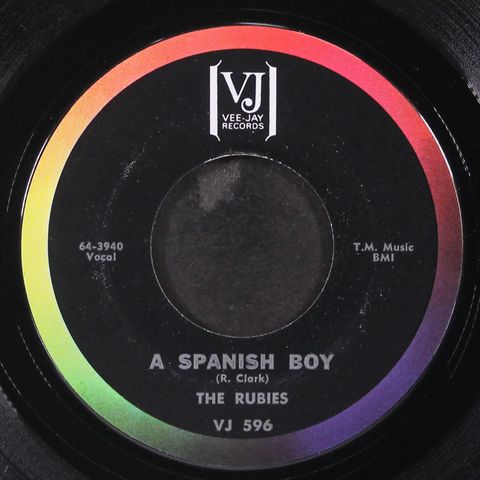 VJ
VEE-JAY
RECORDS
64-3940
Vocal
T.M. Music
BMI
A SPANISH BOY
(R. Clark)
THE RUBIES
VJ 596